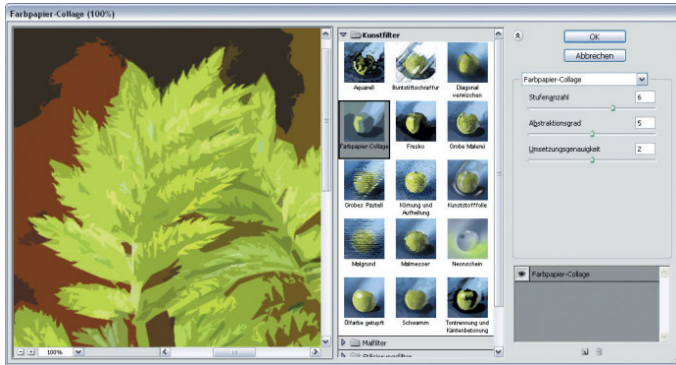 Farbpapier-Collage (100%)
Kunstfilter
Aquarell
Buntstiftschraffur
Diagonal verwischen
Farbpapier-Collage
Fresko
Grobe Malerei
Grobes Pastell
Körnung und Aufhellung
Kunststofffolie
Malgrund
Malmesser
Neonschein
Ölfarbe getupft
Schwamm
Tontrennung und Kantenbetonung
Malfilter
Stilisierungsfilter
100%
OK
Abbrechen
Farbpapier-Collage
Stufenanzahl 6
Abstraktionsgrad 5
Umsetzungsgenauigkeit 2
Farbpapier-Collage